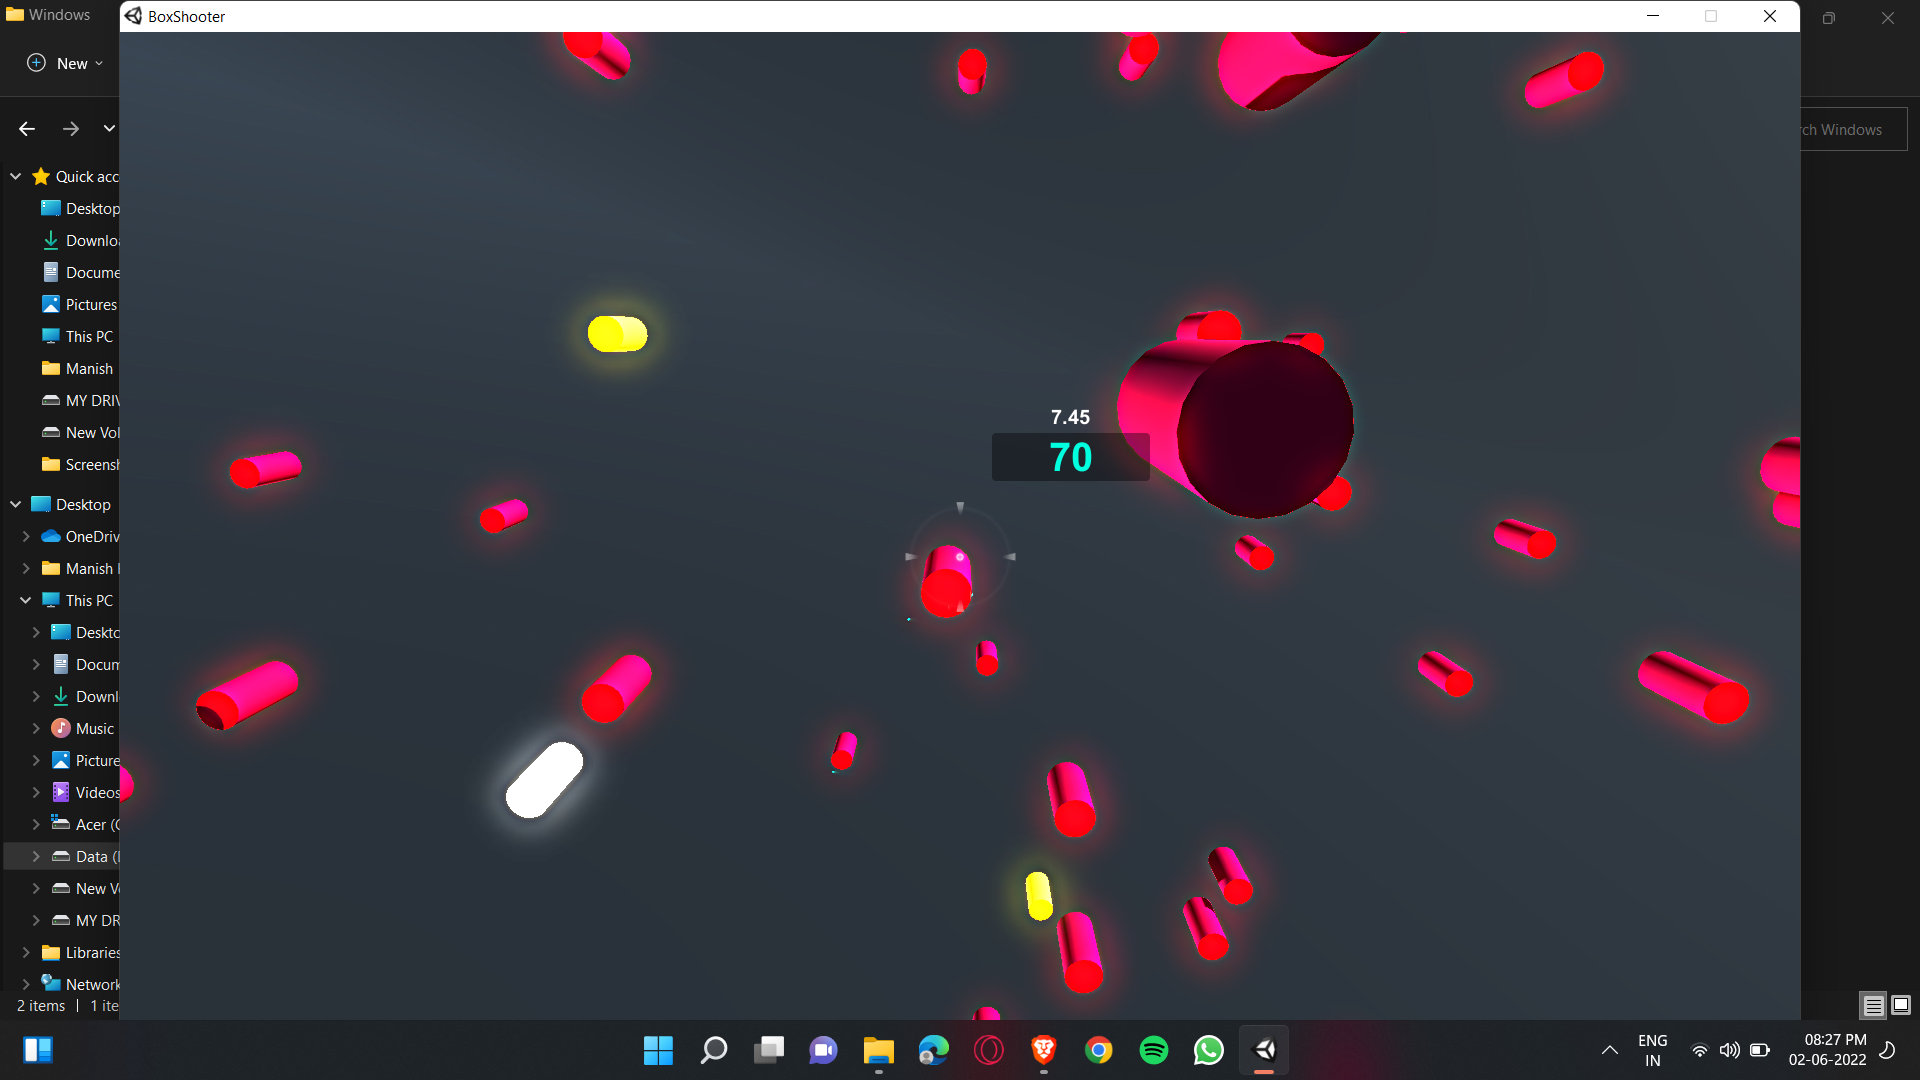 Windows
BoxShooter
New
rch Windows
Quick acc
Desktop
Downlo
Docume
Pictures
This PC
Manish
MY DRIV
New Vol
Screensh
7.45
70
Desktop
OneDriv
Manish
This PC
Deskto
Docum
Downl
Music
Picture
Videos
Acer (
Data (
New V
MY DR
Libraries
Network
2 items
1 ite
ENG
IN
08:27 PM
02-06-2022